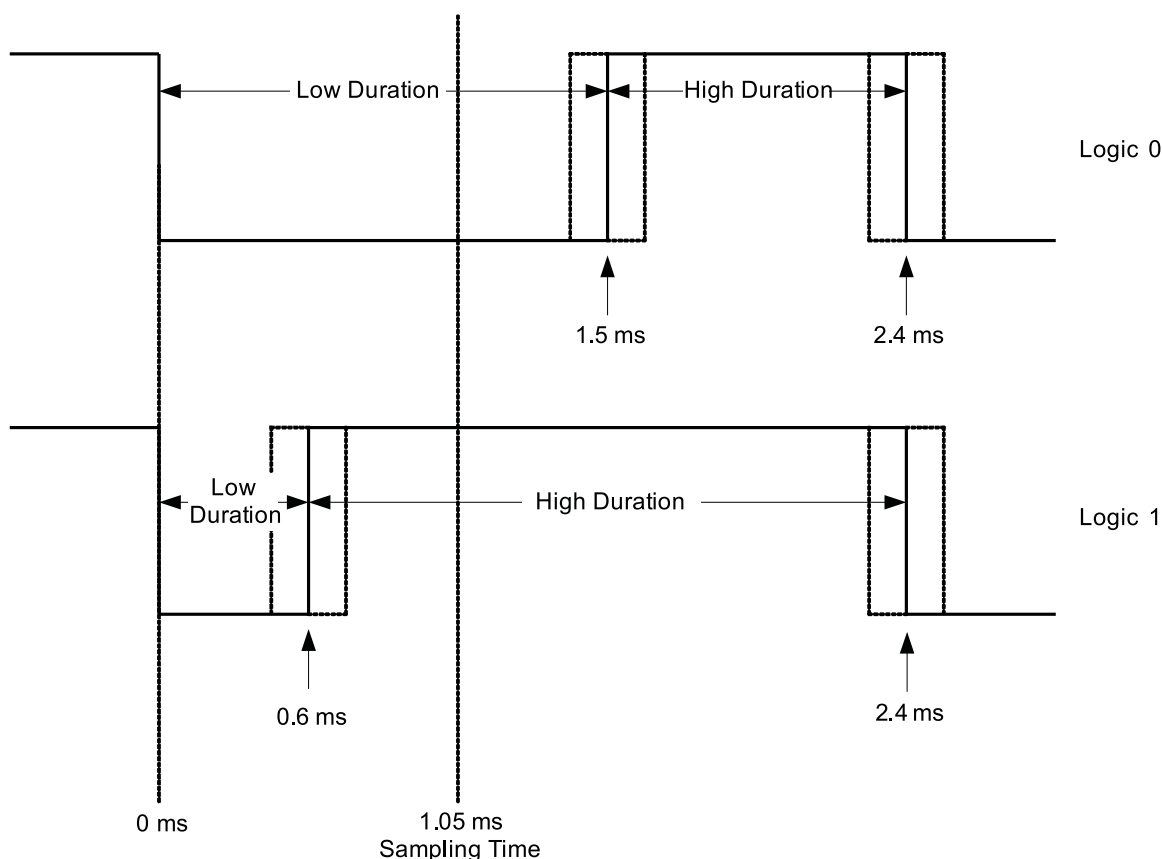 Low Duration
High Duration
Logic 0
1.5 ms
2.4 ms
Low
Duration
High Duration
Logic 1
0.6 ms
2.4 ms
0 ms
1.05 ms
Sampling Time